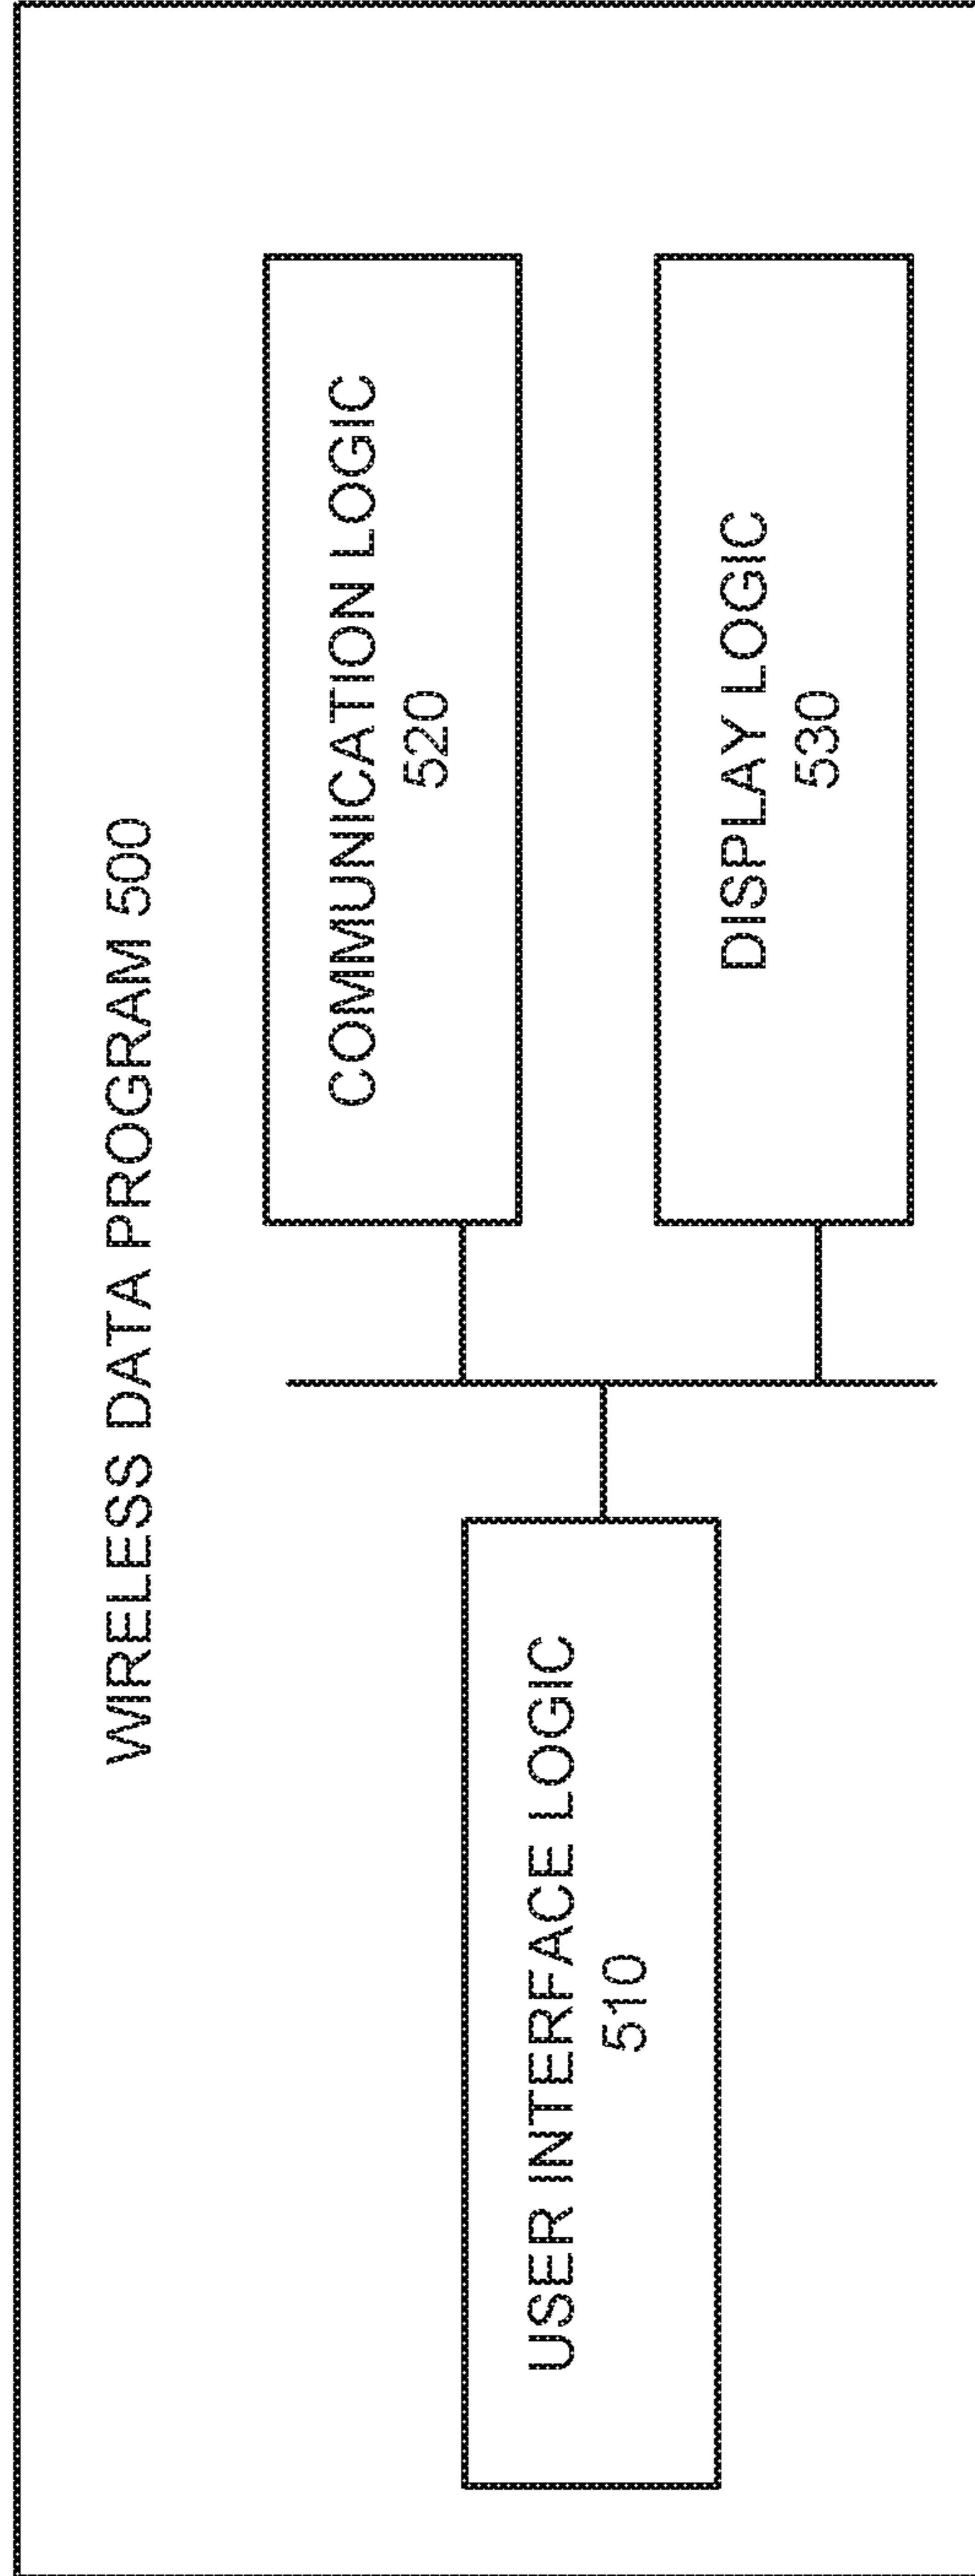 WIRELESS DATA PROGRAM 500
USER INTERFACE LOGIC
510
COMMUNICATION LOGIC
520
DISPLAY LOGIC
530